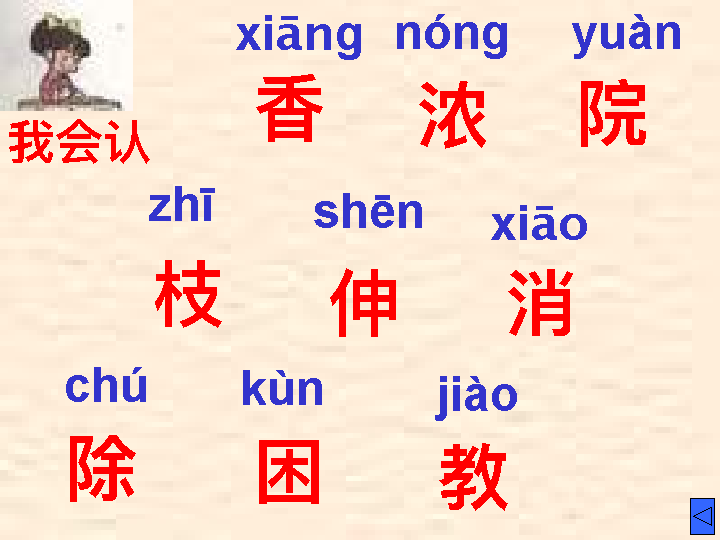 xiāng nóng yuàn
香 浓 院
我会认
zhī shēn xiāo
枝 伸 消
chú kùn jiào
除 困 教